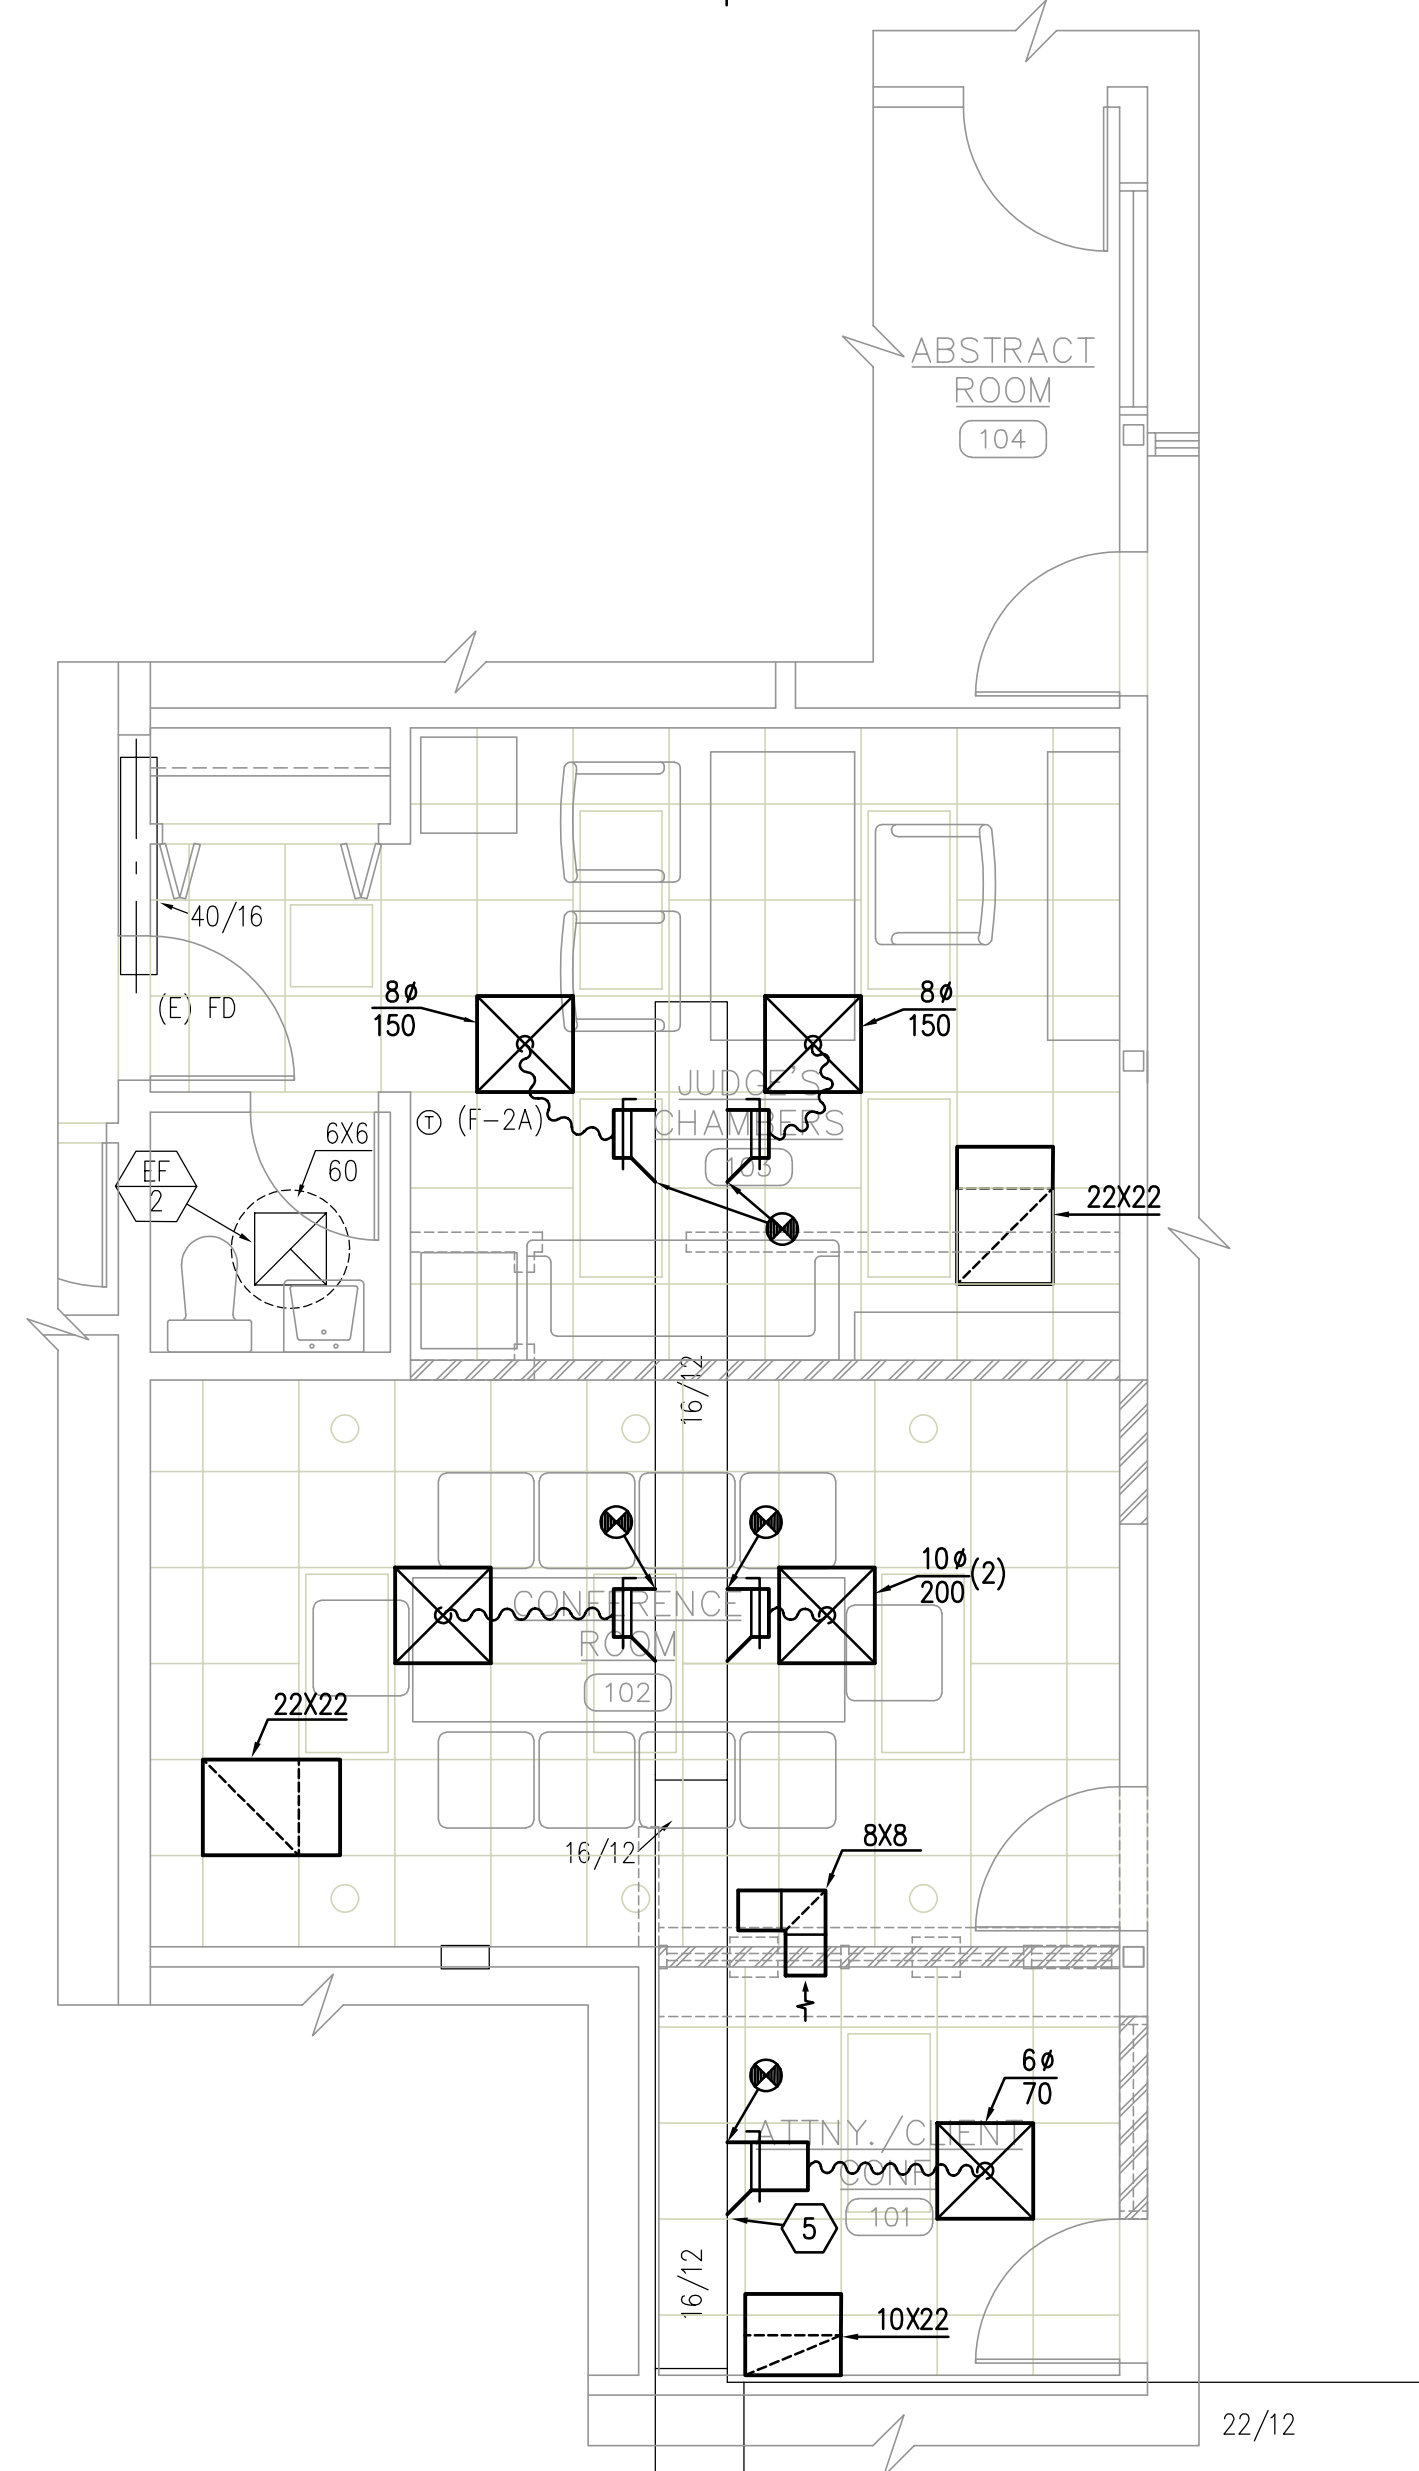 ABSTRACT
ROOM
104
40/16
(E) FD
8ø
150
8ø
150
JUDGE'S
CHAMBERS
103
T (F-2A)
6X6
60
EF
2
22X22
16/12
10ø
200 (2)
CONFERENCE
ROOM
102
22X22
16/12
8X8
6ø
70
ATTNY./CLIENT
CONF
101
5
16/12
10X22
22/12